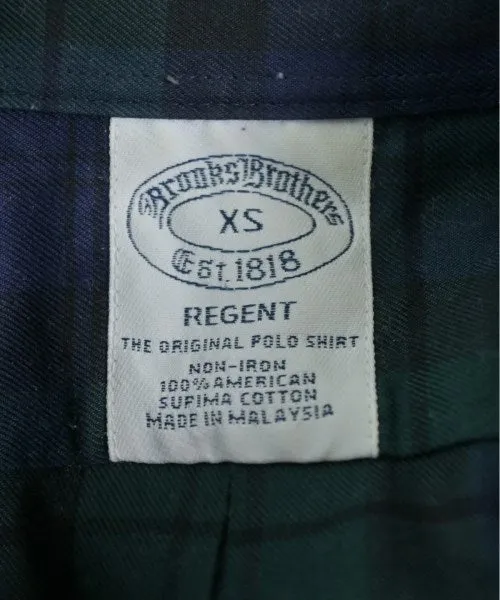 Brooks Brothers
XS
Est. 1818
REGENT
THE ORIGINAL POLO SHIRT
NON-IRON
100% AMERICAN
SUPIMA COTTON
MADE IN MALAYSIA